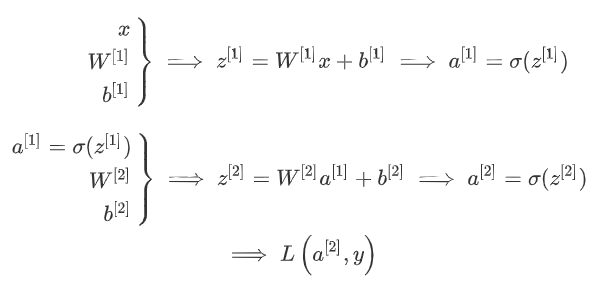 x
W^{[1]} } ⟹ z^{[1]} = W^{[1]}x + b^{[1]} ⟹ a^{[1]} = σ(z^{[1]})
b^{[1]}
a^{[1]} = σ(z^{[1]})
W^{[2]} } ⟹ z^{[2]} = W^{[2]}a^{[1]} + b^{[2]} ⟹ a^{[2]} = σ(z^{[2]})
b^{[2]}
⟹ L(a^{[2]}, y)